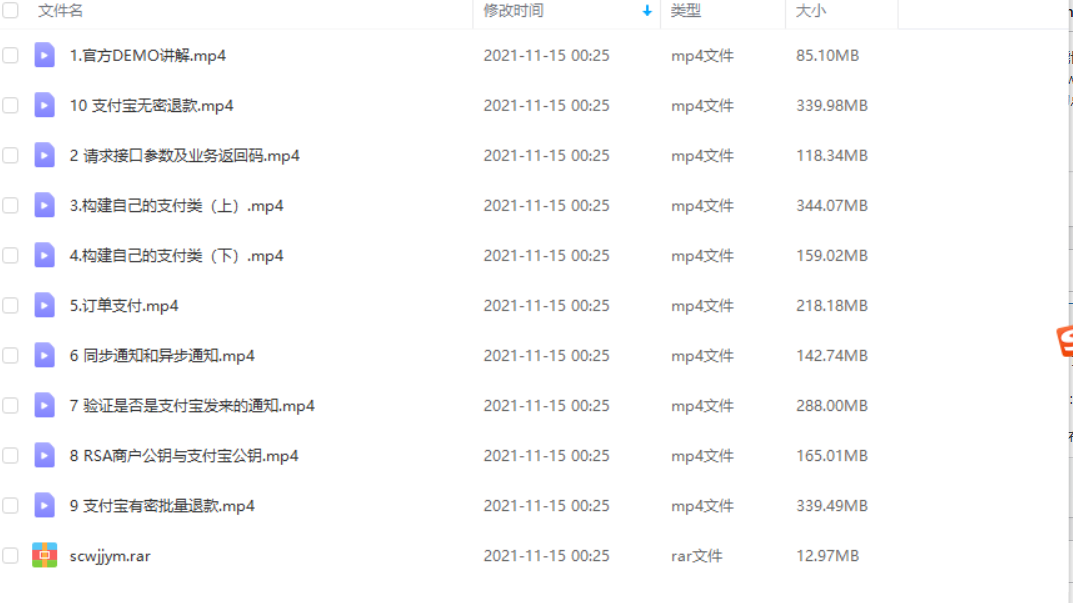 文件名 修改时间 类型 大小
1.官方DEMO讲解.mp4 2021-11-15 00:25 mp4文件 85.10MB
10 支付宝无密退款.mp4 2021-11-15 00:25 mp4文件 339.98MB
2 请求接口参数及业务返回码.mp4 2021-11-15 00:25 mp4文件 118.34MB
3.构建自己的支付类（上）.mp4 2021-11-15 00:25 mp4文件 344.07MB
4.构建自己的支付类（下）.mp4 2021-11-15 00:25 mp4文件 159.02MB
5.订单支付.mp4 2021-11-15 00:25 mp4文件 218.18MB
6 同步通知和异步通知.mp4 2021-11-15 00:25 mp4文件 142.74MB
7 验证是否是支付宝发来的通知.mp4 2021-11-15 00:25 mp4文件 288.00MB
8 RSA商户公钥与支付宝公钥.mp4 2021-11-15 00:25 mp4文件 165.01MB
9 支付宝有密批量退款.mp4 2021-11-15 00:25 mp4文件 339.49MB
scwjjym.rar 2021-11-15 00:25 rar文件 12.97MB